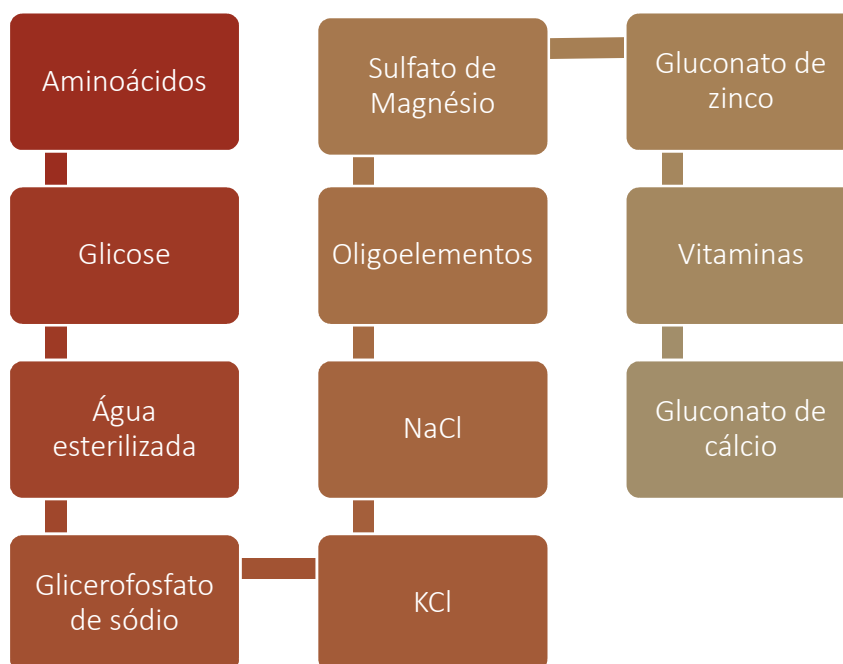 Aminoácidos
Glicose
Água
esterilizada
Glicerofosfato
de sódio
KCl
NaCl
Oligoelementos
Sulfato de
Magnésio
Gluconato de
zinco
Vitaminas
Gluconato de
cálcio